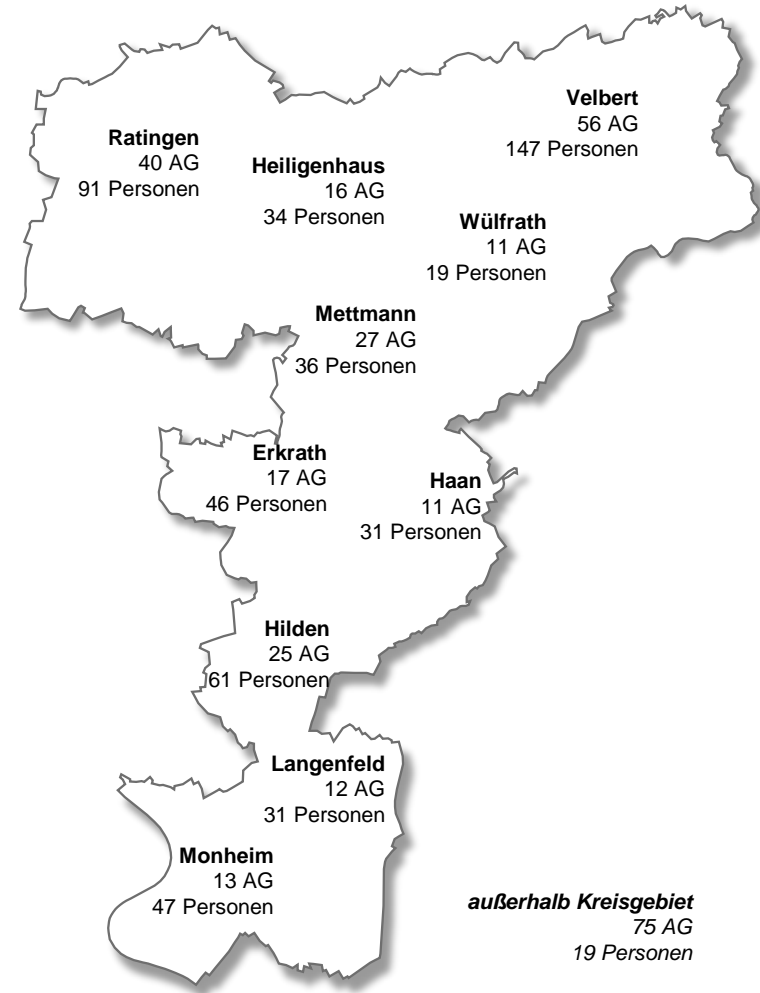 Velbert
56 AG
147 Personen
Ratingen
40 AG
91 Personen
Heiligenhaus
16 AG
34 Personen
Wülfrath
11 AG
19 Personen
Mettmann
27 AG
36 Personen
Erkrath
17 AG
46 Personen
Haan
11 AG
31 Personen
Hilden
25 AG
61 Personen
Langenfeld
12 AG
31 Personen
Monheim
13 AG
47 Personen
außerhalb Kreisgebiet
75 AG
19 Personen